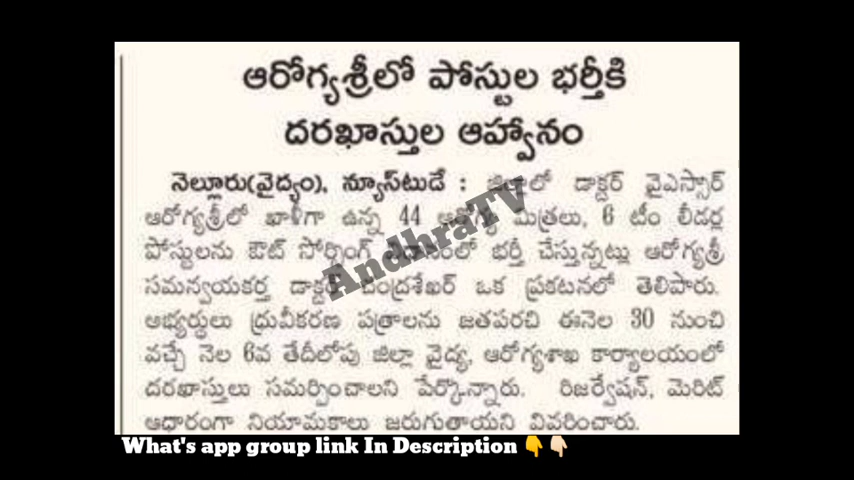 ఆరోగ్యశ్రీలో పోస్టుల భర్తీకి
దరఖాస్తుల ఆహ్వానం
నెల్లూరు(వైద్యం), న్యూస్‌టుడే : జిల్లాలో డాక్టర్ వైఎస్సార్
ఆరోగ్యశ్రీలో ఖాళీగా ఉన్న 44 ఆరోగ్య మిత్రలు, 6 టీం లీడర్ల
పోస్టులను ఔట్ సోర్సింగ్ విధానంలో భర్తీ చేస్తున్నట్లు ఆరోగ్యశ్రీ
సమన్వయకర్త డాక్టర్ చంద్రశేఖర్ ఒక ప్రకటనలో తెలిపారు.
అభ్యర్థులు ధ్రువీకరణ పత్రాలను జతపరచి ఈనెల 30 నుంచి
వచ్చే నెల 6వ తేదీలోపు జిల్లా వైద్య, ఆరోగ్యశాఖ కార్యాలయంలో
దరఖాస్తులు సమర్పించాలని పేర్కొన్నారు. రిజర్వేషన్, మెరిట్
ఆధారంగా నియామకాలు జరుగుతాయని వివరించారు.
AndhraTV
What's app group link In Description 👇👇🏻